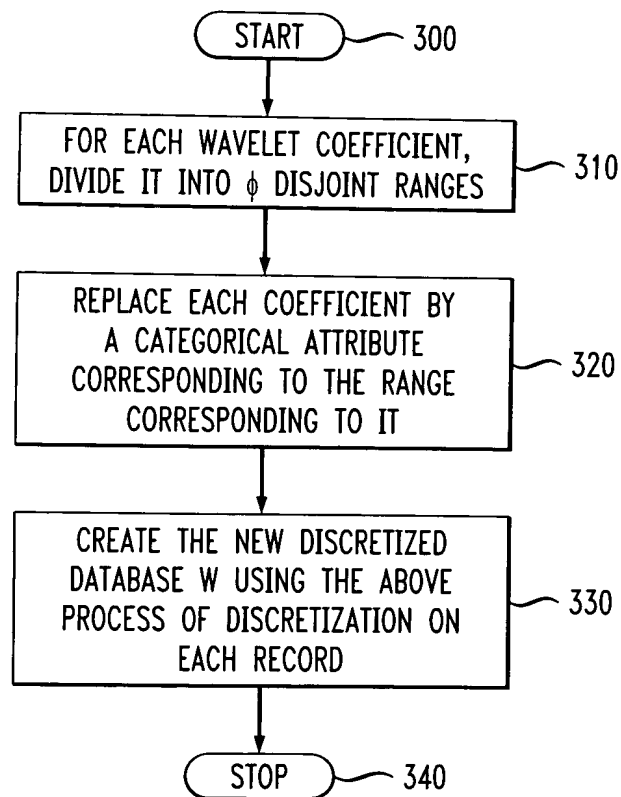 START 300
FOR EACH WAVELET COEFFICIENT,
DIVIDE IT INTO ϕ DISJOINT RANGES
310
REPLACE EACH COEFFICIENT BY
A CATEGORICAL ATTRIBUTE
CORRESPONDING TO THE RANGE
CORRESPONDING TO IT
320
CREATE THE NEW DISCRETIZED
DATABASE W USING THE ABOVE
PROCESS OF DISCRETIZATION ON
EACH RECORD
330
STOP 340